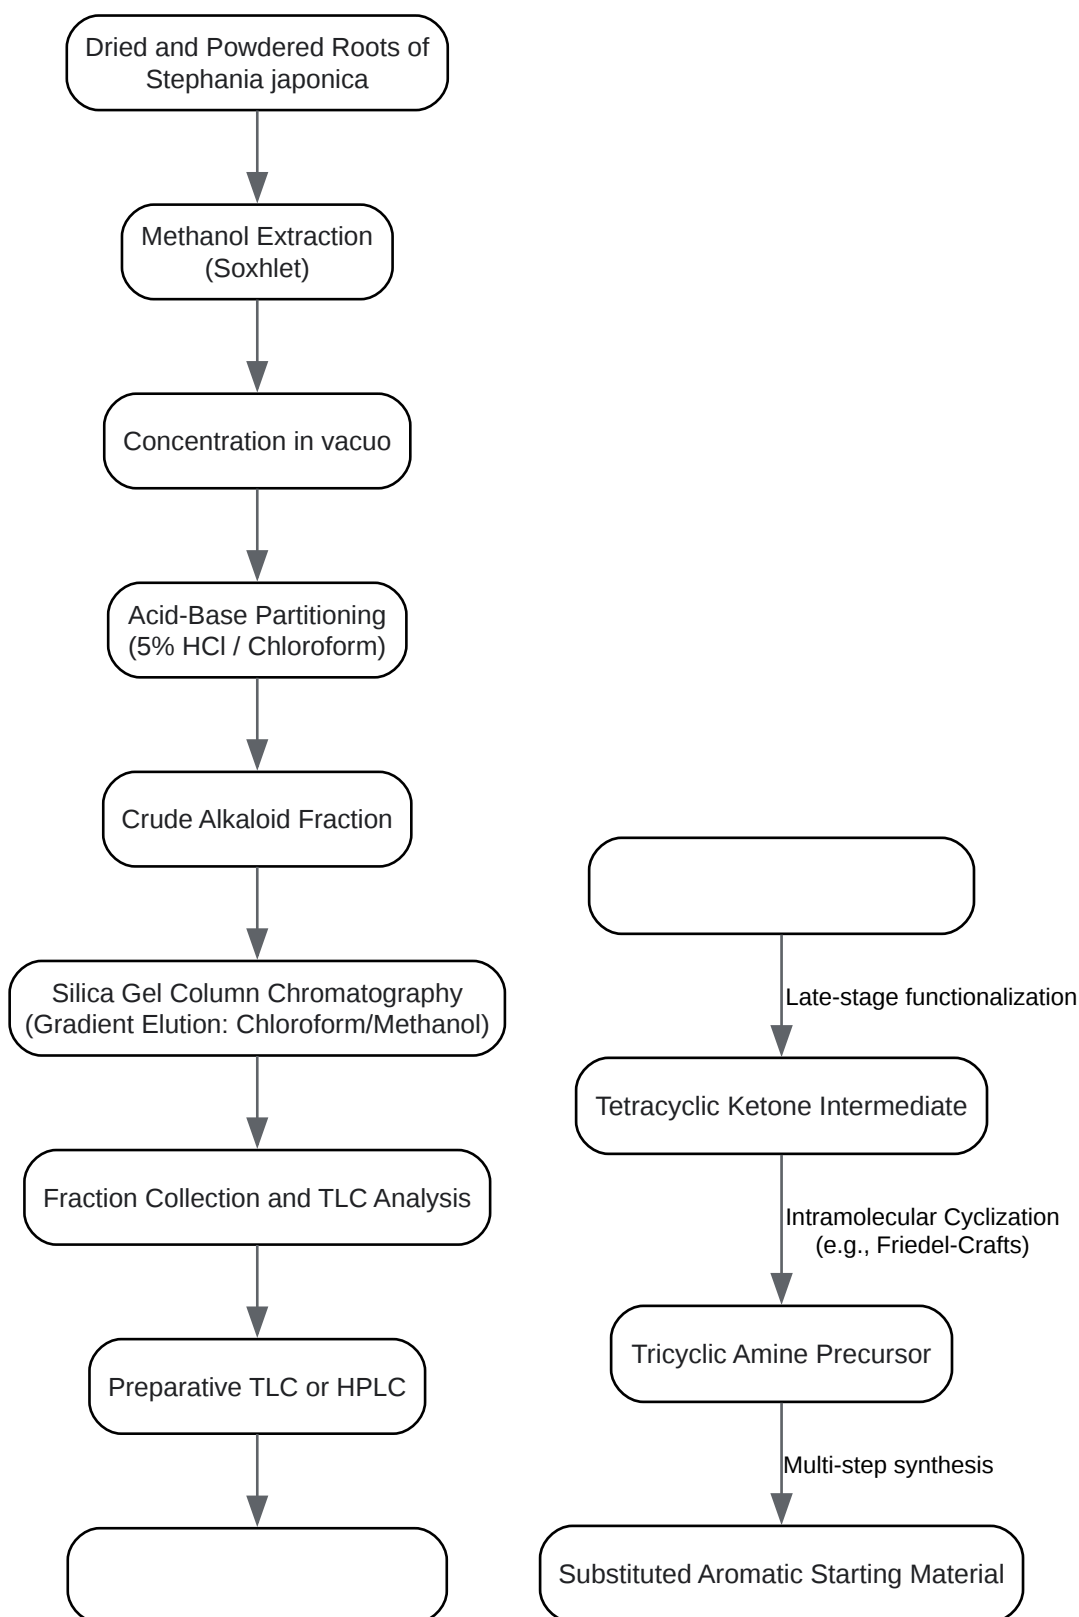 Dried and Powdered Roots of
Stephania japonica
Methanol Extraction
(Soxhlet)
Concentration in vacuo
Acid-Base Partitioning
(5% HCl / Chloroform)
Crude Alkaloid Fraction
Silica Gel Column Chromatography
(Gradient Elution: Chloroform/Methanol)
Fraction Collection and TLC Analysis
Preparative TLC or HPLC
Late-stage functionalization
Tetracyclic Ketone Intermediate
Intramolecular Cyclization
(e.g., Friedel-Crafts)
Tricyclic Amine Precursor
Multi-step synthesis
Substituted Aromatic Starting Material